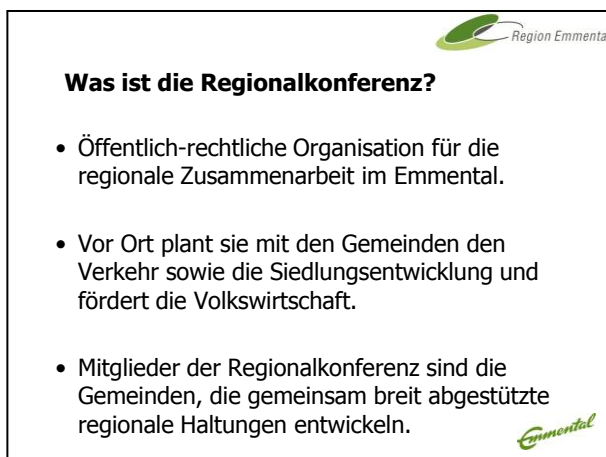 Region Emmenta
Was ist die Regionalkonferenz?
• Öffentlich-rechtliche Organisation für die
regionale Zusammenarbeit im Emmental.
• Vor Ort plant sie mit den Gemeinden den
Verkehr sowie die Siedlungsentwicklung und
fördert die Volkswirtschaft.
• Mitglieder der Regionalkonferenz sind die
Gemeinden, die gemeinsam breit abgestützte
regionale Haltungen entwickeln.
Emmental